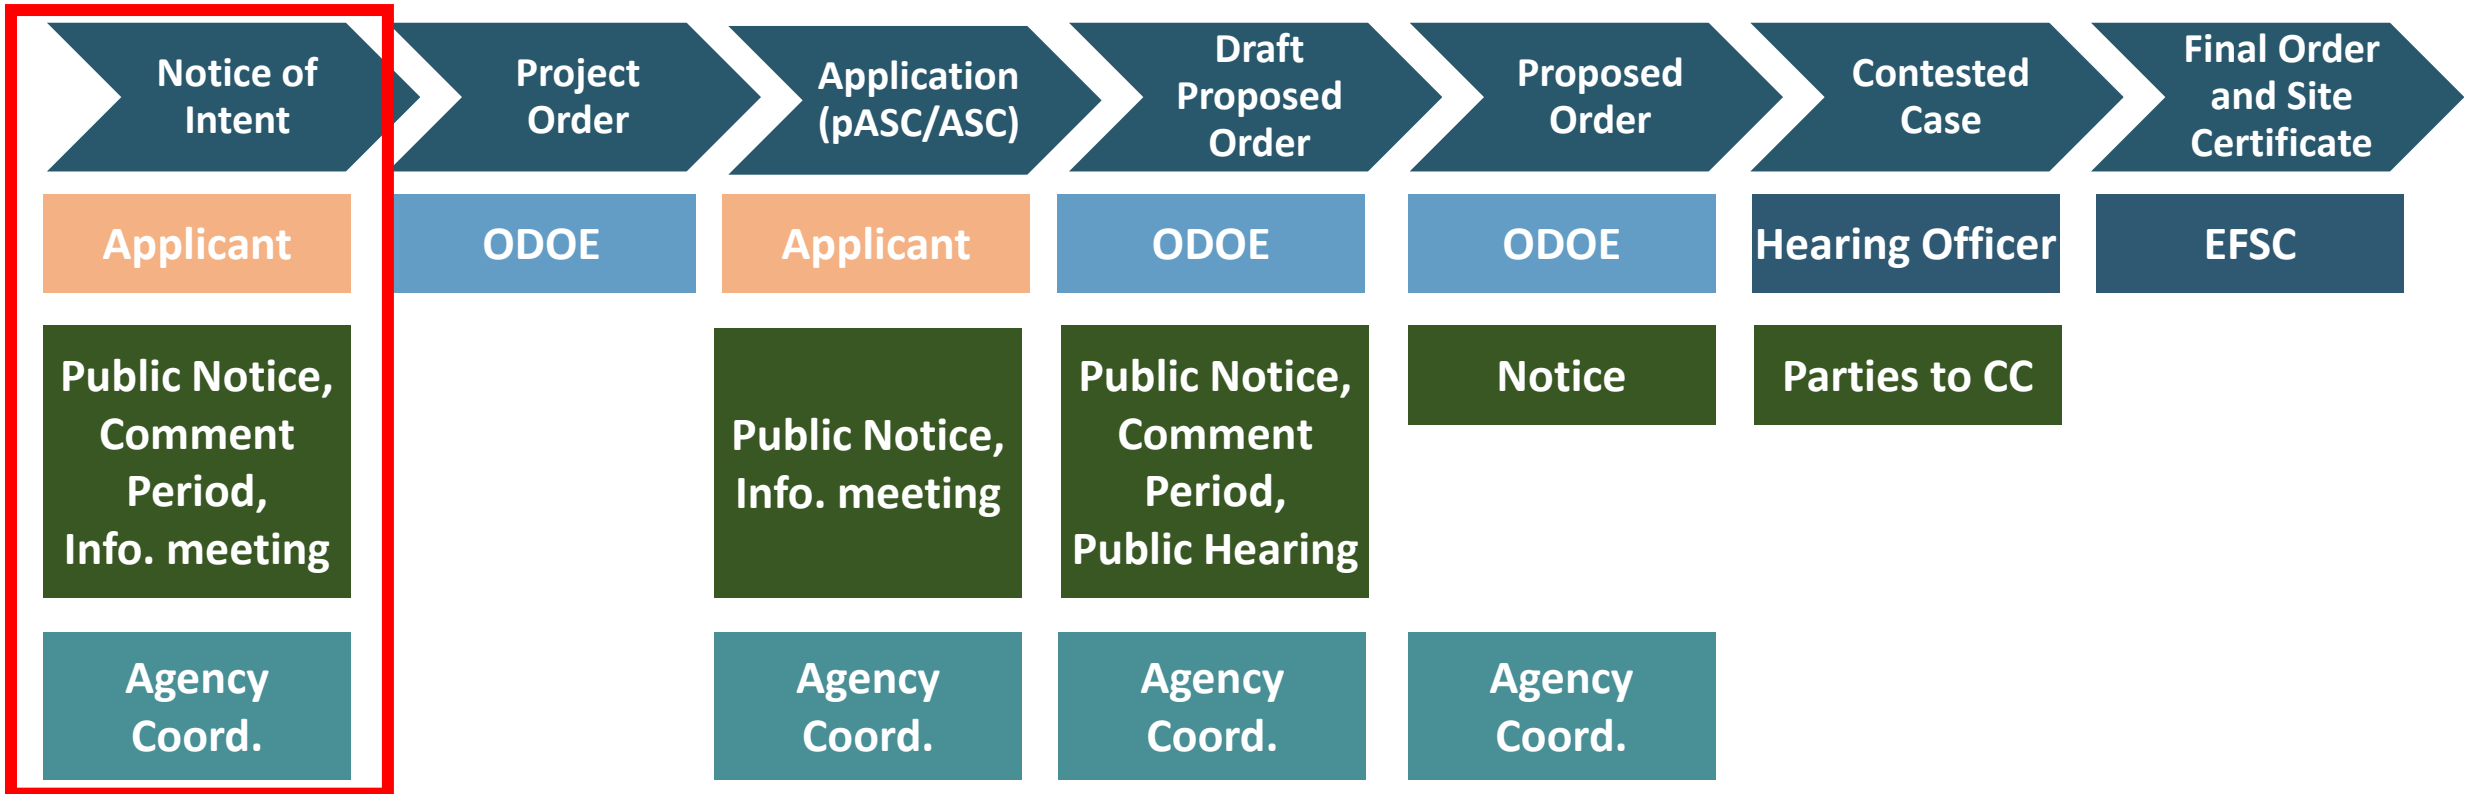 Notice of
Intent
Project
Order
Application
(pASC/ASC)
Draft
Proposed
Order
Proposed
Order
Contested
Case
Final Order
and Site
Certificate
Applicant
ODOE
Applicant
ODOE
ODOE
Hearing Officer
EFSC
Public Notice,
Comment
Period,
Info. meeting
Public Notice,
Info. meeting
Public Notice,
Comment
Period,
Public Hearing
Notice
Parties to CC
Agency
Coord.
Agency
Coord.
Agency
Coord.
Agency
Coord.